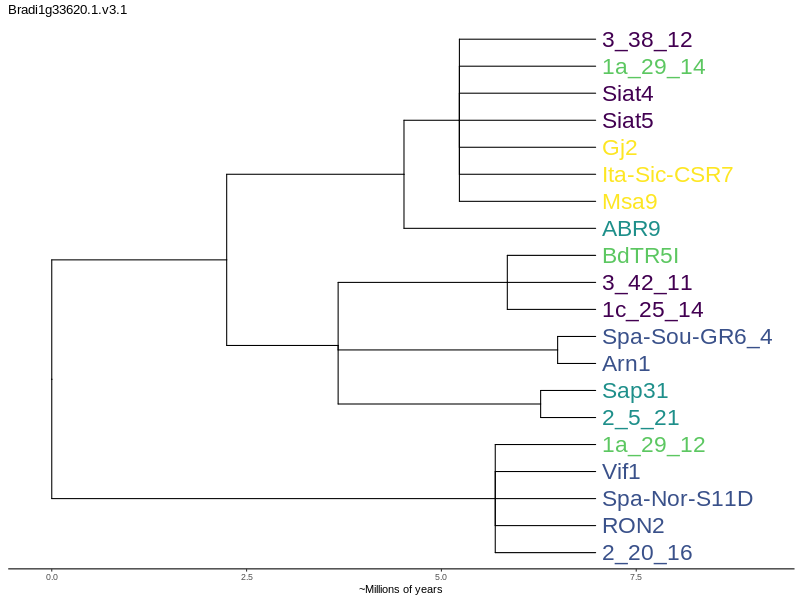 Bradi1g33620.1.v3.1
3_38_12
1a_29_14
Siat4
Siat5
Gj2
Ita-Sic-CSR7
Msa9
ABR9
BdTR5I
3_42_11
1c_25_14
Spa-Sou-GR6_4
Arn1
Sap31
2_5_21
1a_29_12
Vif1
Spa-Nor-S11D
RON2
2_20_16
0.0 2.5 5.0 7.5
~Millions of years